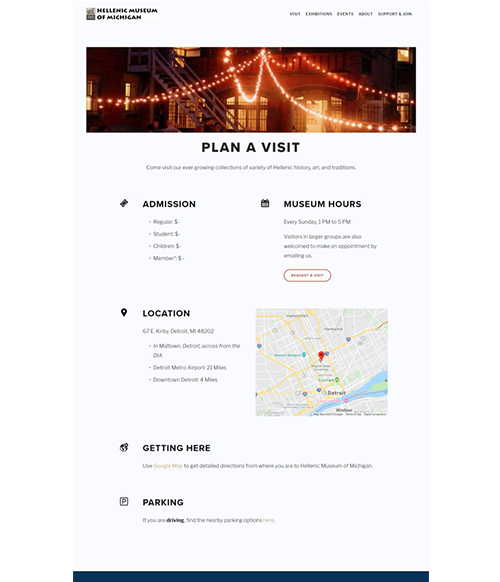 HELLENIC MUSEUM
OF MICHIGAN
VISIT EXHIBITIONS EVENTS ABOUT SUPPORT & JOIN
PLAN A VISIT
Come visit our ever growing collections of variety of Hellenic history, art, and traditions.
ADMISSION
Regular: $-
Student: $-
Children: $-
Member*: $ -
MUSEUM HOURS
Every Sunday, 1 PM to 5 PM
Visitors in larger groups are also
welcomed to make an appointment by
emailing us.
REQUEST A VISIT
LOCATION
67 E. Kirby, Detroit, MI 48202
In Midtown, Detroit, across from the
DIA
Detroit Metro Airport: 21 Miles
Downtown Detroit: 4 Miles
Highland Park
Hamtramck
Detroit
Windsor
GETTING HERE
Use Google Map to get detailed directions from where you are to Hellenic Museum of Michigan.
PARKING
If you are driving, find the nearby parking options here.